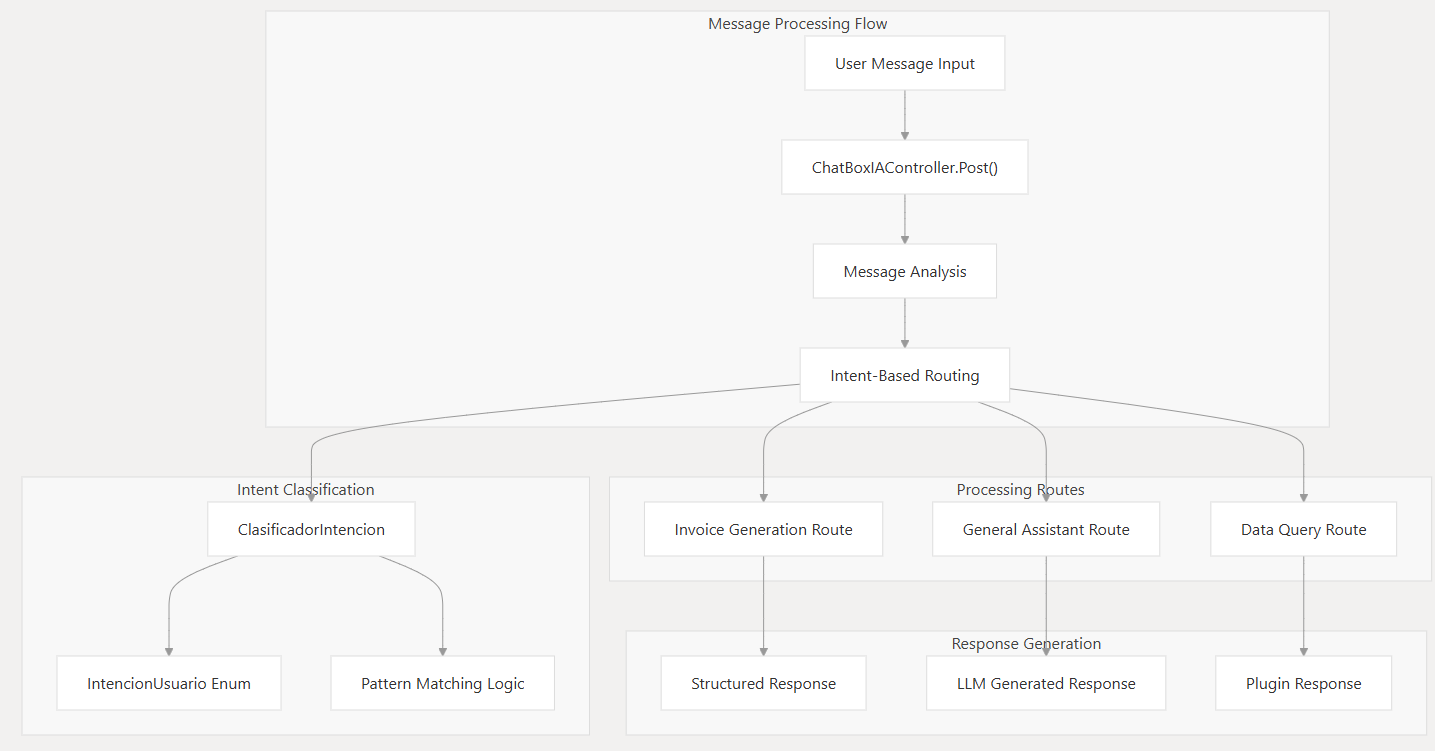 Message Processing Flow
User Message Input
ChatBoxIAController.Post()
Message Analysis
Intent-Based Routing
Intent Classification
ClasificadorIntencion
IntencionUsuario Enum
Pattern Matching Logic
Processing Routes
Invoice Generation Route
General Assistant Route
Data Query Route
Response Generation
Structured Response
LLM Generated Response
Plugin Response